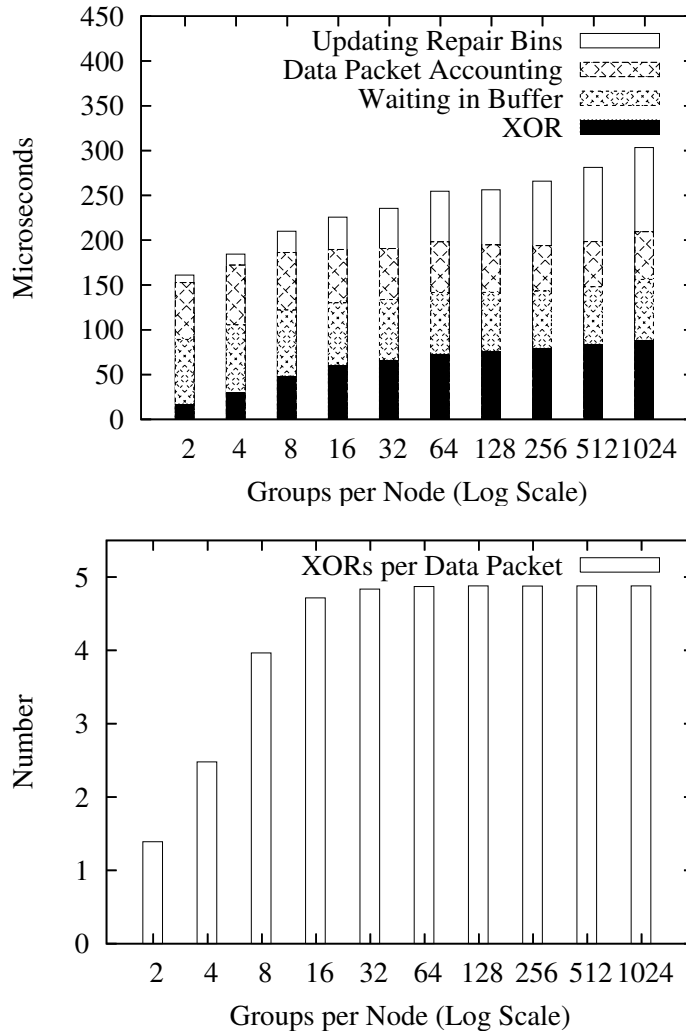 450
400
350
300
250
200
150
100
50
0
Microseconds
Updating Repair Bins
Data Packet Accounting
Waiting in Buffer
XOR
2 4 8 16 32 64 128 256 512 1024
Groups per Node (Log Scale)
5
4
3
2
1
0
Number
XORs per Data Packet
2 4 8 16 32 64 128 256 512 1024
Groups per Node (Log Scale)